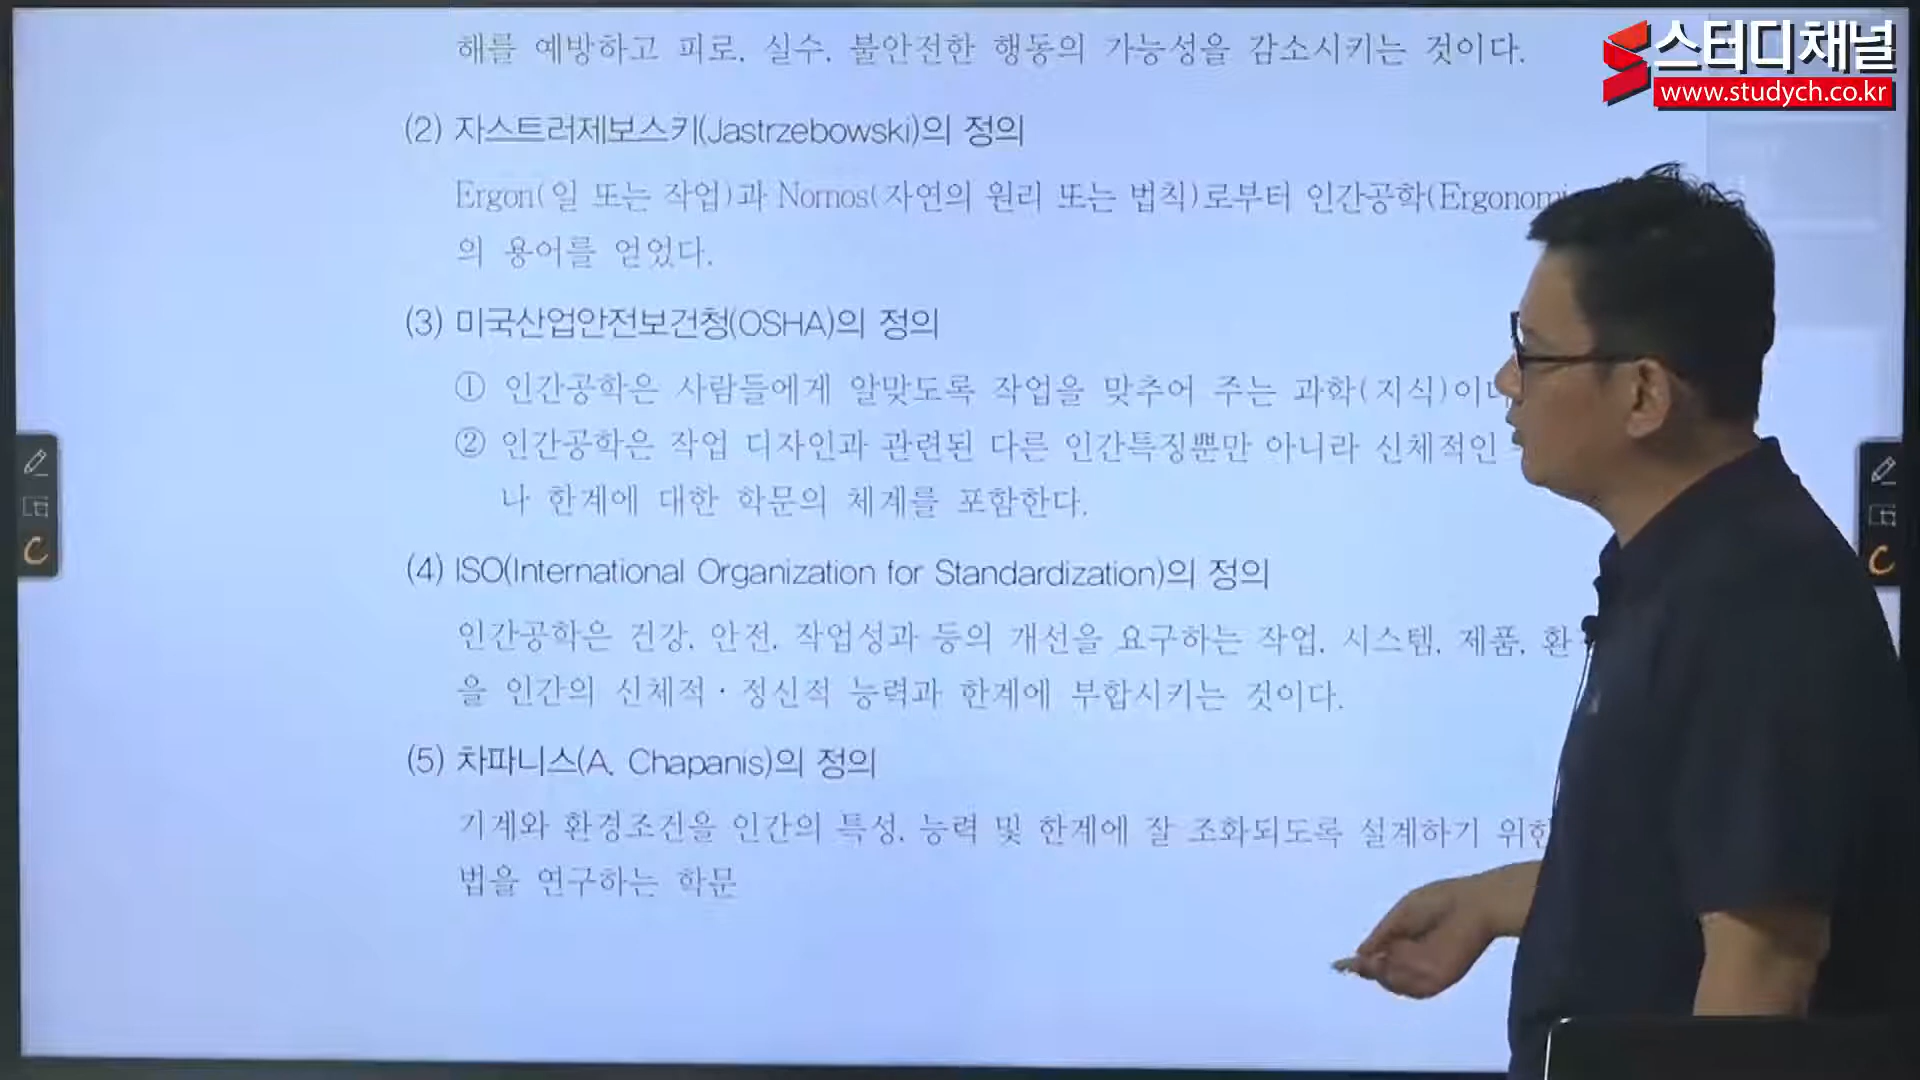 해를 예방하고 피로, 실수, 불안전한 행동의 가능성을 감소시키는 것이다.
스터디채널
www.studych.co.kr
(2) 자스트러제보스키(Jastrzebowski)의 정의
Ergon(일 또는 작업)과 Nomos(자연의 원리 또는 법칙)로부터 인간공학(Ergonomi
의 용어를 얻었다.
(3) 미국산업안전보건청(OSHA)의 정의
① 인간공학은 사람들에게 알맞도록 작업을 맞추어 주는 과학(지식)이
② 인간공학은 작업 디자인과 관련된 다른 인간특징뿐만 아니라 신체적인
나 한계에 대한 학문의 체계를 포함한다.
(4) ISO(International Organization for Standardization)의 정의
인간공학은 건강, 안전, 작업성과 등의 개선을 요구하는 작업, 시스템, 제품, 환
을 인간의 신체적·정신적 능력과 한계에 부합시키는 것이다.
(5) 차파니스(A. Chapanis)의 정의
기계와 환경조건을 인간의 특성, 능력 및 한계에 잘 조화되도록 설계하기 위한
법을 연구하는 학문